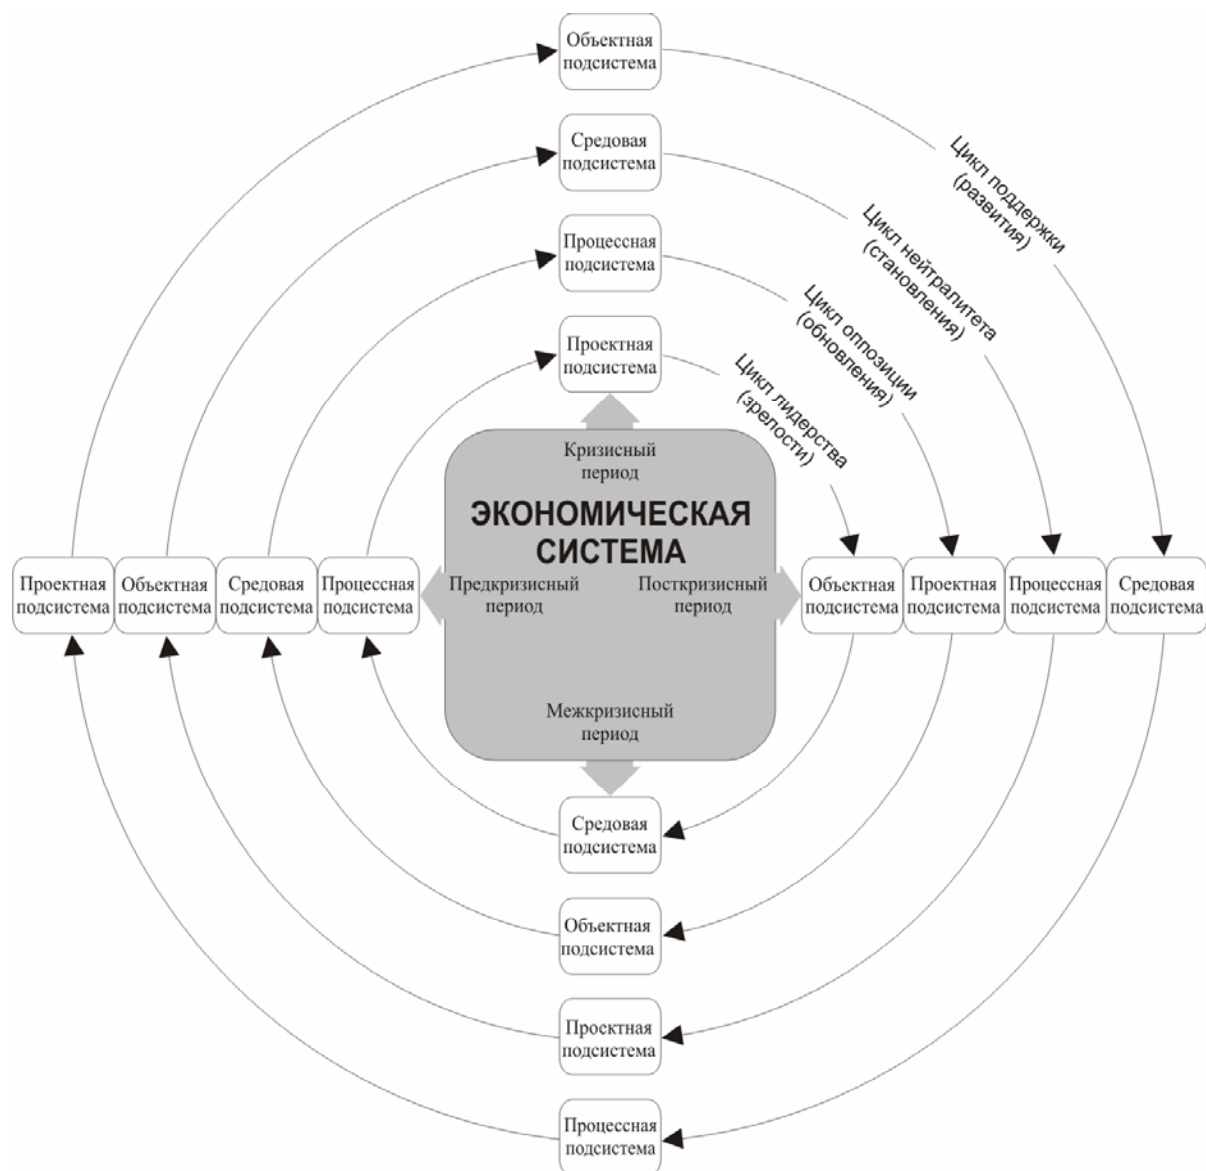 Объектная
подсистема
Средовая
подсистема
Процессная
подсистема
Проектная
подсистема
Цикл поддержки
(развития)
Цикл нейтралитета
(становления)
Цикл оппозиции
(обновления)
Цикл лидерства
(зрелости)
Кризисный
период
ЭКОНОМИЧЕСКАЯ
СИСТЕМА
Предкризисный
период
Посткризисный
период
Межкризисный
период
Проектная
подсистема
Объектная
подсистема
Средовая
подсистема
Процессная
подсистема
Объектная
подсистема
Проектная
подсистема
Процессная
подсистема
Средовая
подсистема
Средовая
подсистема
Объектная
подсистема
Проектная
подсистема
Процессная
подсистема